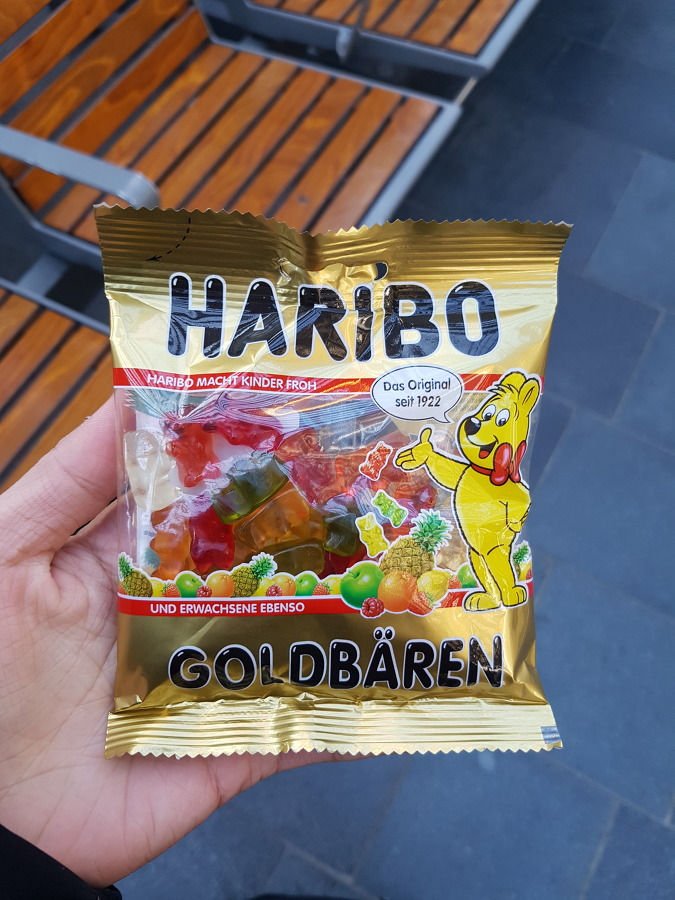 HARIBO
HARIBO MACHT KINDER FROH
Das Original
seit 1922
UND ERWACHSENE EBENSO
GOLDBÄREN